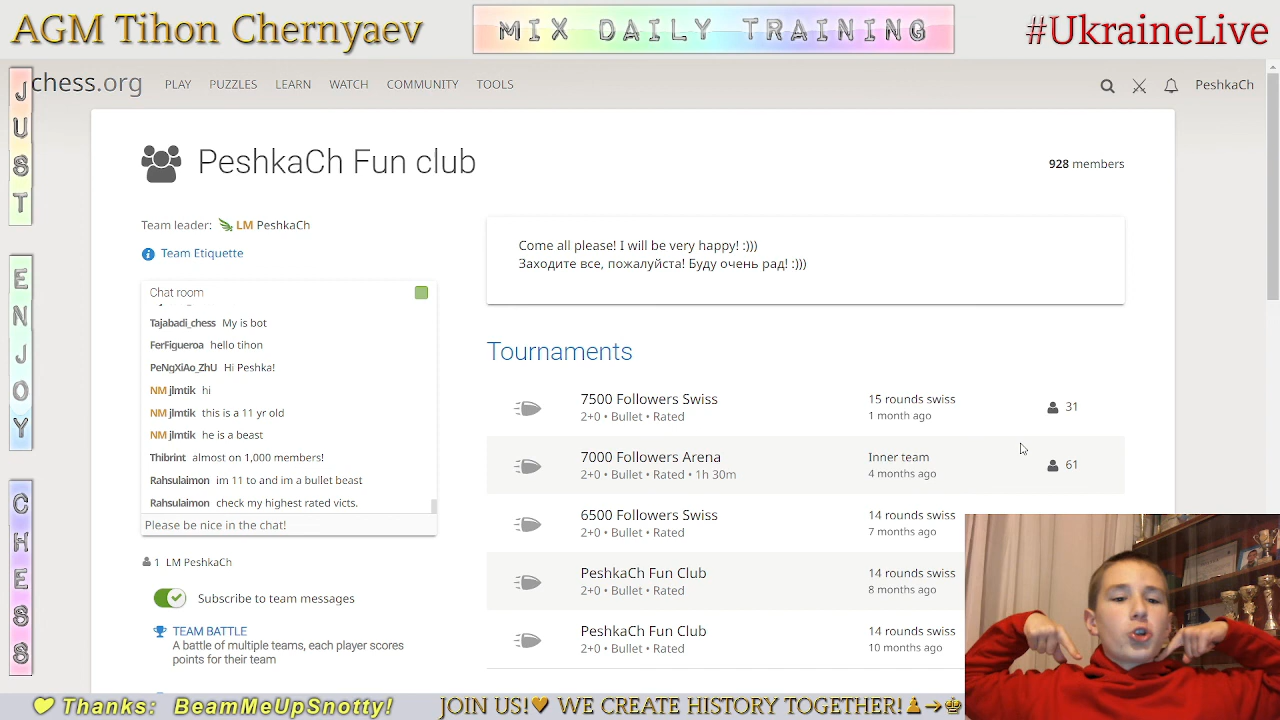 AGM Tihon Chernyaev
MIX DAILY TRAINING
#UkraineLive
JUST
ENJOY
CHESS
chess.org
PLAY PUZZLES LEARN WATCH COMMUNITY TOOLS
PeshkaCh
PeshkaCh Fun club
928 members
Team leader: LM PeshkaCh
Team Etiquette
Chat room
Tajabadi_chess My is bot
FerFigueroa hello tihon
PeNgXiAo_ZhU Hi Peshka!
NM jlmtik hi
NM jlmtik this is a 11 yr old
NM jlmtik he is a beast
Thibrint almost on 1,000 members!
Rahsulaimon im 11 to and im a bullet beast
Rahsulaimon check my highest rated victs.
Please be nice in the chat!
1 LM PeshkaCh
Subscribe to team messages
TEAM BATTLE
A battle of multiple teams, each player scores
points for their team
Come all please! I will be very happy! :)))
Заходите все, пожалуйста! Буду очень рад! :)))
Tournaments
7500 Followers Swiss 15 rounds swiss 31
2+0 • Bullet • Rated 1 month ago
7000 Followers Arena Inner team 61
2+0 • Bullet • Rated • 1h 30m 4 months ago
6500 Followers Swiss 14 rounds swiss
2+0 • Bullet • Rated 7 months ago
PeshkaCh Fun Club 14 rounds swiss
2+0 • Bullet • Rated 8 months ago
PeshkaCh Fun Club 14 rounds swiss
2+0 • Bullet • Rated 10 months ago
Thanks: BeamMeUpSnotty!
JOIN US!🧡 WE CREATE HISTORY TOGETHER!♟→♚